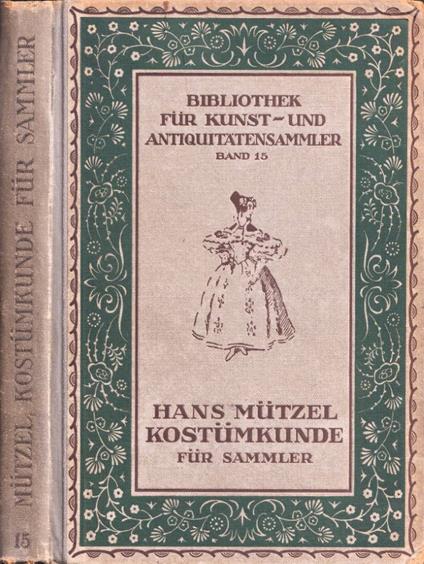 MÜTZEL, KOSTÜMKUNDE FÜR SAMMLER
15
BIBLIOTHEK
FÜR KUNST- UND
ANTIQUITÄTENSAMMLER
BAND 15
HANS MÜTZEL
KOSTÜMKUNDE
FÜR SAMMLER